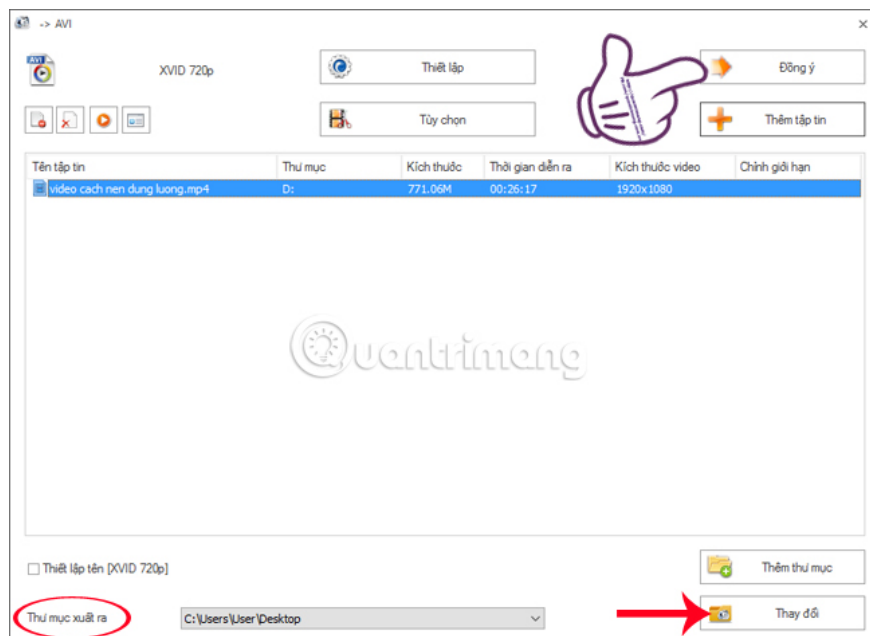 -> AVI
AVI
XVID 720p
Thiết lập
Đồng ý
Tùy chọn
Thêm tập tin
Tên tập tin Thư mục Kích thước Thời gian diễn ra Kích thước video Chỉnh giới hạn
video cach nen dung luong.mp4 D: 771.06M 00:26:17 1920x1080
Quantrimang
Thiết lập tên [XVID 720p]
Thêm thư mục
Thư mục xuất ra C:\Users\User\Desktop Thay đổi